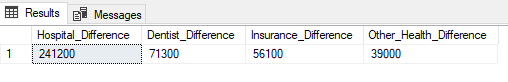 Results Messages
Hospital_Difference Dentist_Difference Insurance_Difference Other_Health_Difference
1 241200 71300 56100 39000